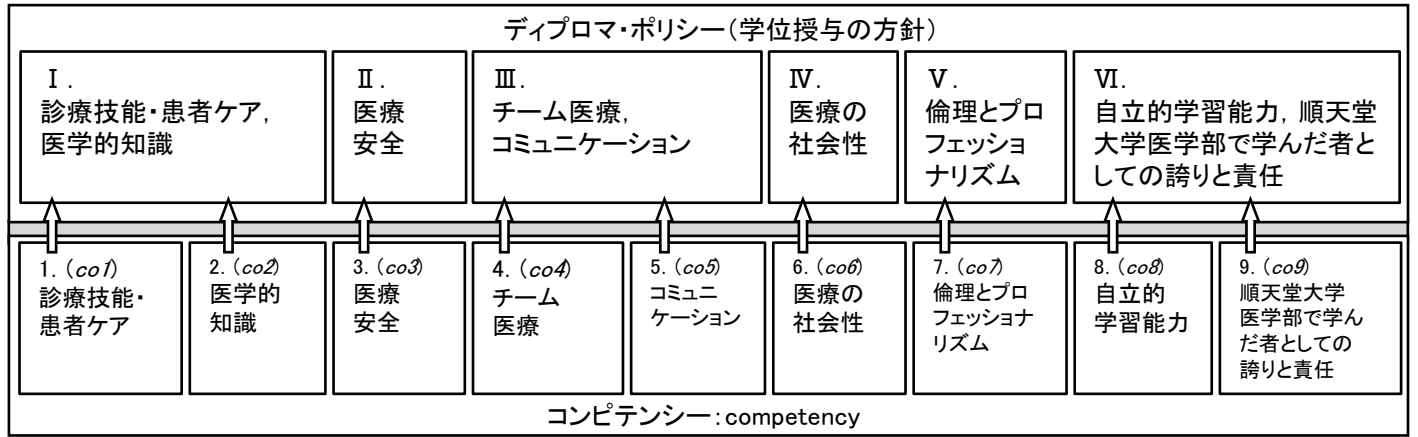 ディプロマ・ポリシー(学位授与の方針)
Ⅰ.
診療技能・患者ケア,
医学的知識
Ⅱ.
医療
安全
Ⅲ.
チーム医療,
コミュニケーション
Ⅳ.
医療の
社会性
Ⅴ.
倫理とプロ
フェッショ
ナリズム
Ⅵ.
自立的学習能力, 順天堂
大学医学部で学んだ者と
しての誇りと責任
1. (co1)
診療技能・
患者ケア
2. (co2)
医学的
知識
3. (co3)
医療
安全
4. (co4)
チーム
医療
5. (co5)
コミュニ
ケーション
6. (co6)
医療の
社会性
7. (co7)
倫理とプロ
フェッショナ
リズム
8. (co8)
自立的
学習能力
9. (co9)
順天堂大学
医学部で学ん
だ者としての
誇りと責任
コンピテンシー:competency